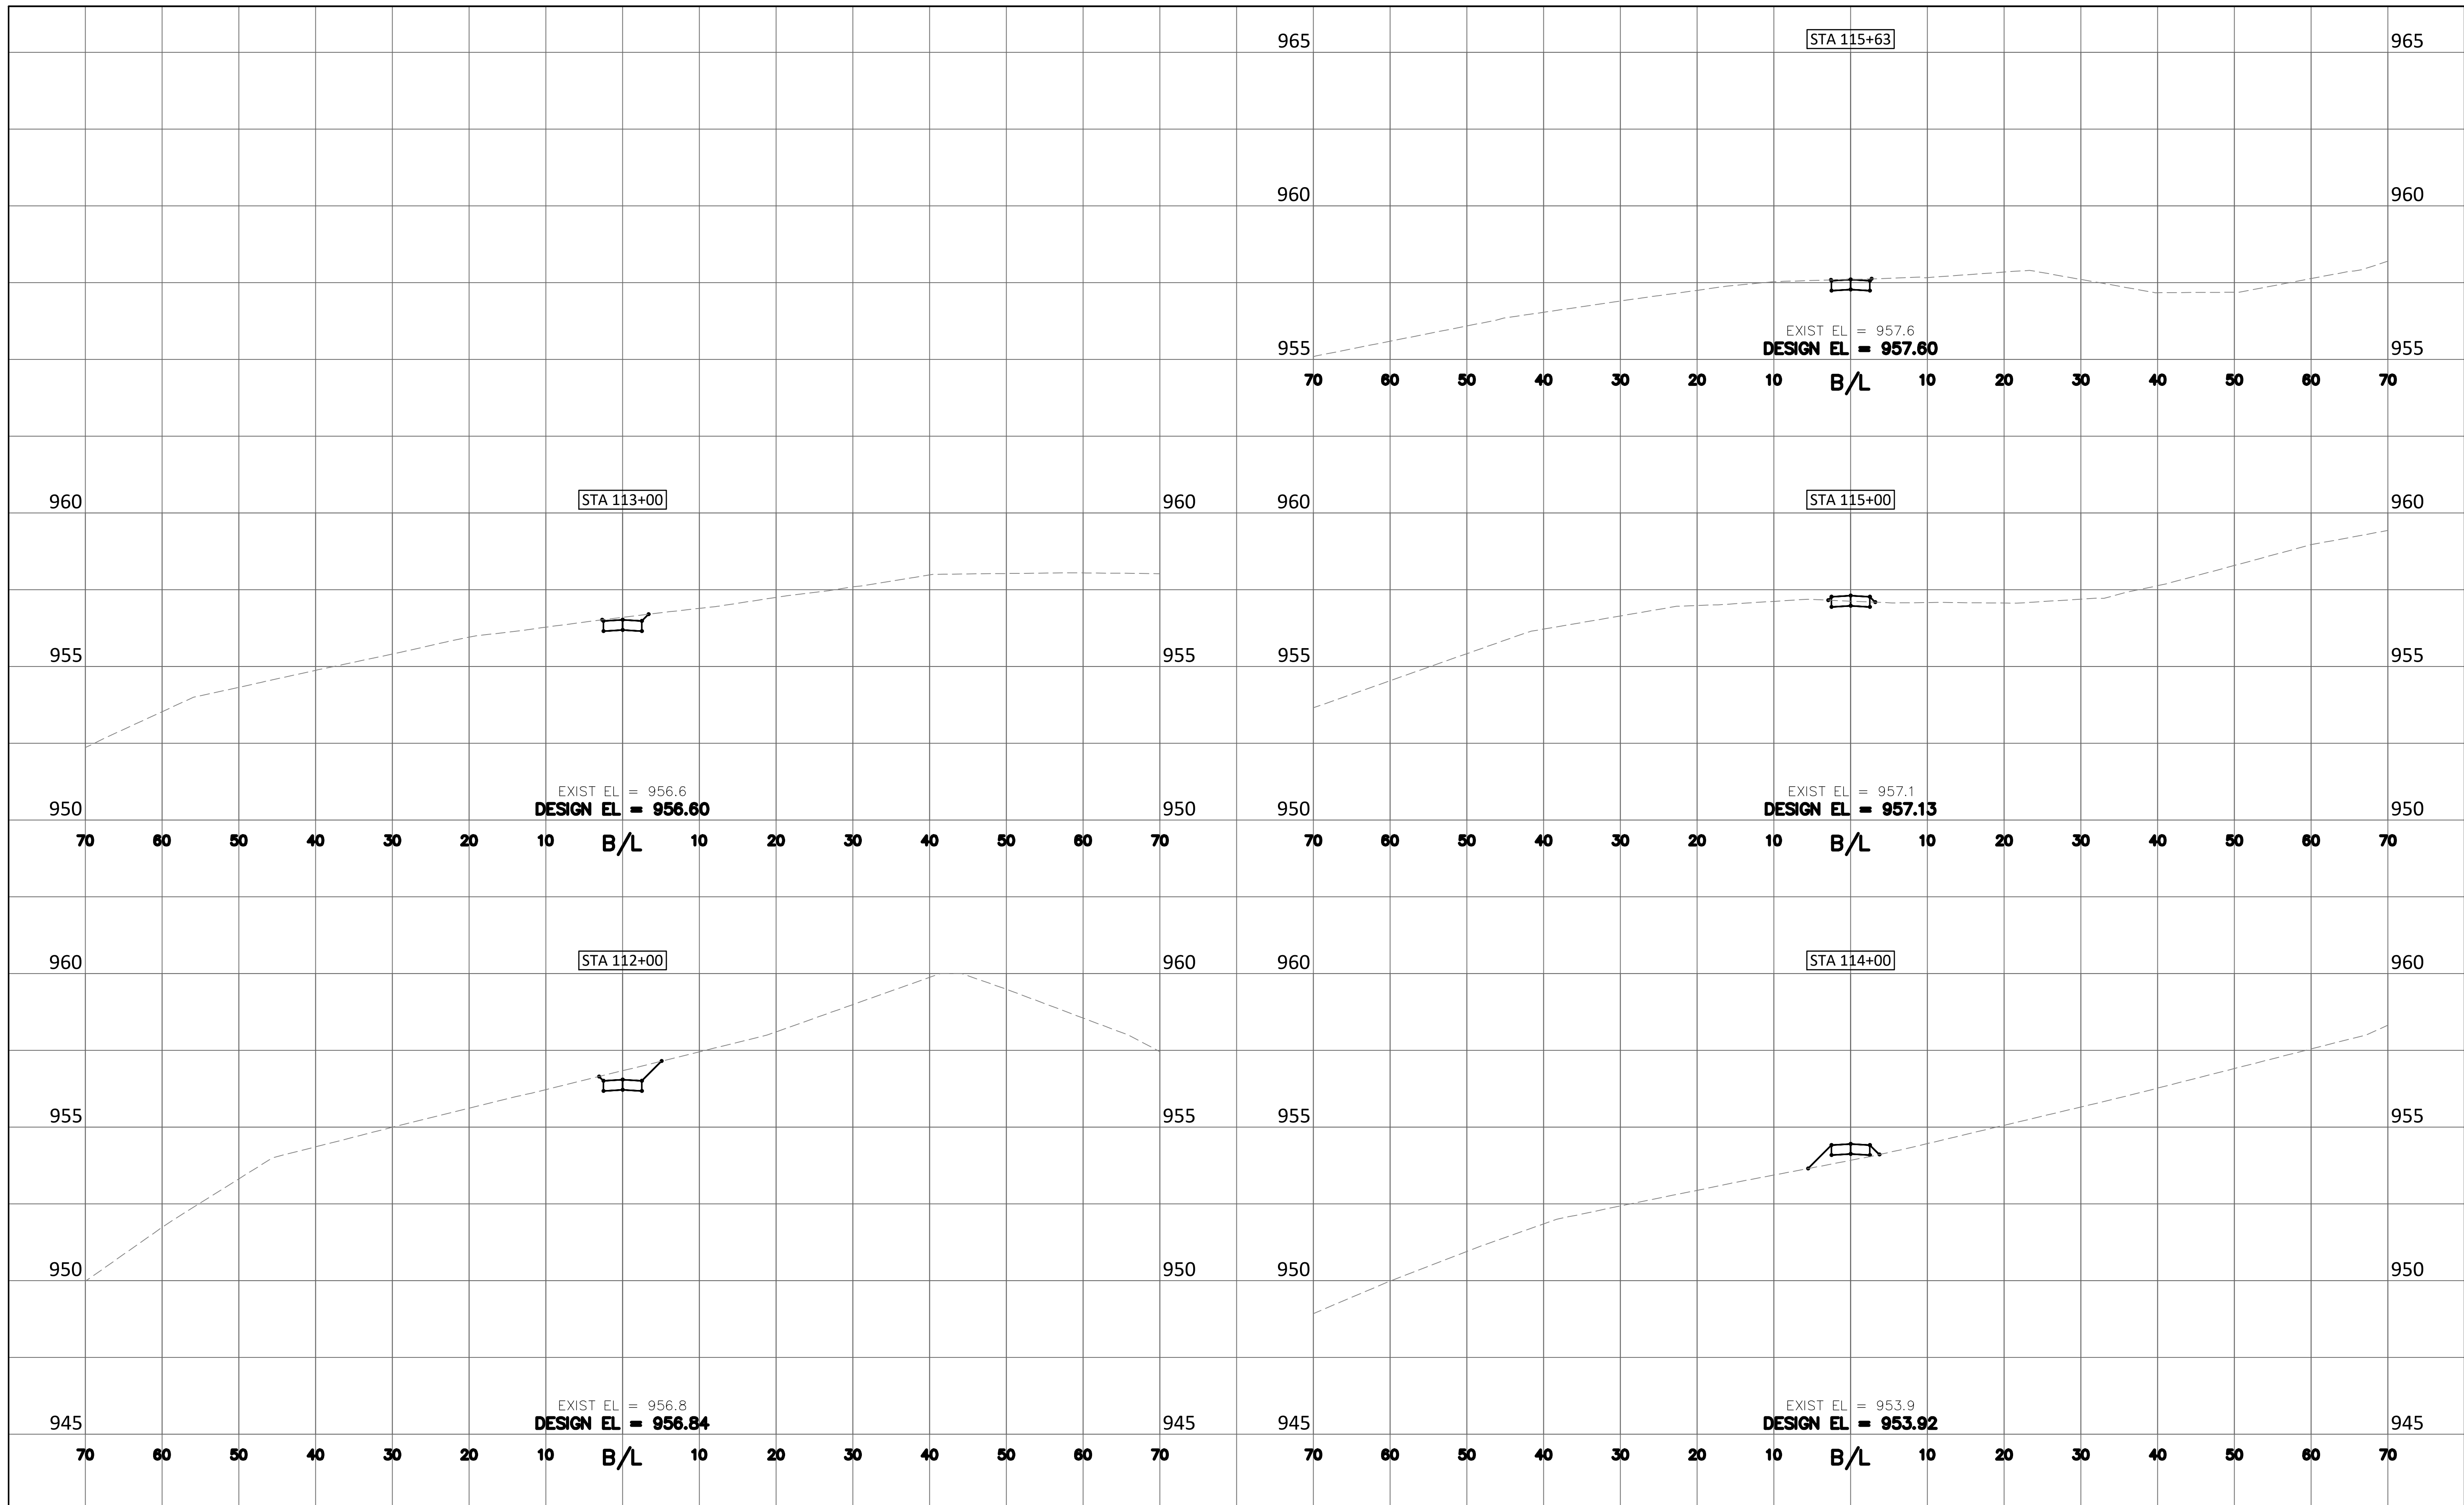 965 STA 115+63 965
960 960
EXIST EL = 957.6
955 DESIGN EL = 957.60 955
70 60 50 40 30 20 10 B/L 10 20 30 40 50 60 70
960 STA 113+00 960
955 955
EXIST EL = 956.6
950 DESIGN EL = 956.60 950
70 60 50 40 30 20 10 B/L 10 20 30 40 50 60 70
960 STA 115+00 960
955 955
EXIST EL = 957.1
950 DESIGN EL = 957.13 950
70 60 50 40 30 20 10 B/L 10 20 30 40 50 60 70
960 STA 112+00 960
955 955
950 950
EXIST EL = 956.8
945 DESIGN EL = 956.84 945
70 60 50 40 30 20 10 B/L 10 20 30 40 50 60 70
960 STA 114+00 960
955 955
950 950
EXIST EL = 953.9
945 DESIGN EL = 953.92 945
70 60 50 40 30 20 10 B/L 10 20 30 40 50 60 70